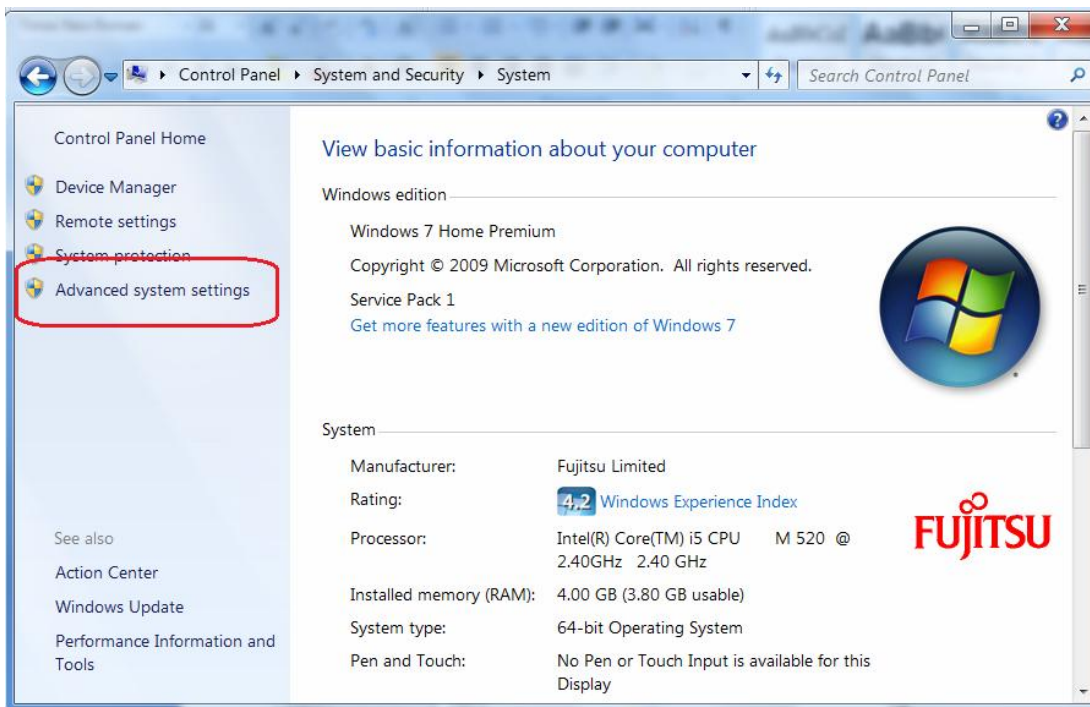 Control Panel ▸ System and Security ▸ System
Search Control Panel
Control Panel Home
Device Manager
Remote settings
System protection
Advanced system settings
See also
Action Center
Windows Update
Performance Information and
Tools
View basic information about your computer
Windows edition
Windows 7 Home Premium
Copyright © 2009 Microsoft Corporation. All rights reserved.
Service Pack 1
Get more features with a new edition of Windows 7
System
Manufacturer: Fujitsu Limited
Rating: 4,2 Windows Experience Index
Processor: Intel(R) Core(TM) i5 CPU M 520 @
2.40GHz 2.40 GHz
Installed memory (RAM): 4.00 GB (3.80 GB usable)
System type: 64-bit Operating System
Pen and Touch: No Pen or Touch Input is available for this
Display
FUJITSU